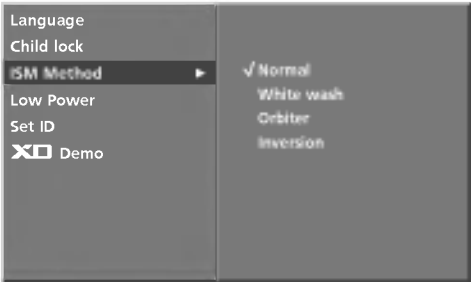 Language
Child lock
ISM Method
Low Power
Set ID
XD Demo
√ Normal
White wash
Orbiter
Inversion